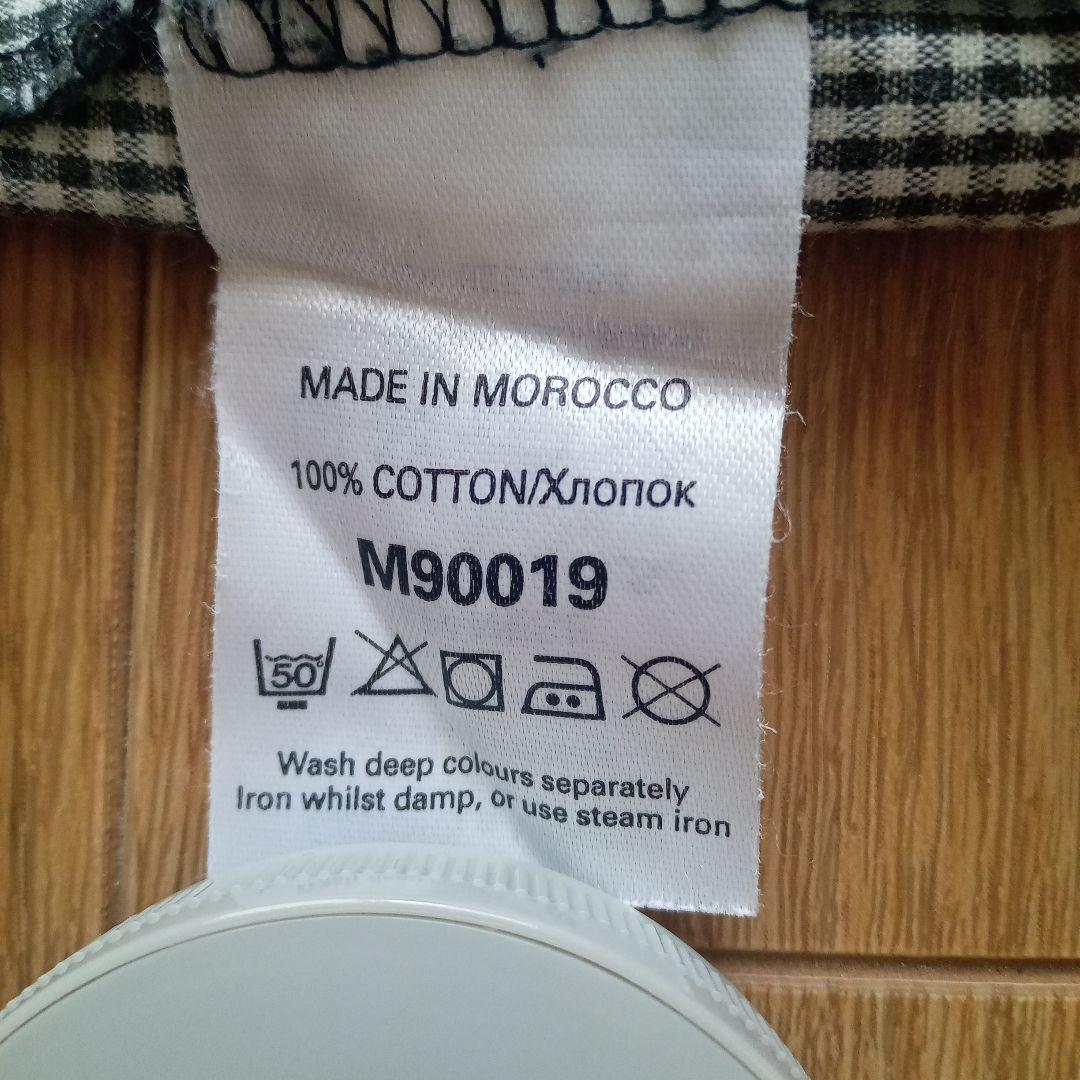 MADE IN MOROCCO
100% COTTON/Хлопок
M90019
50°
Wash deep colours separately
Iron whilst damp, or use steam iron